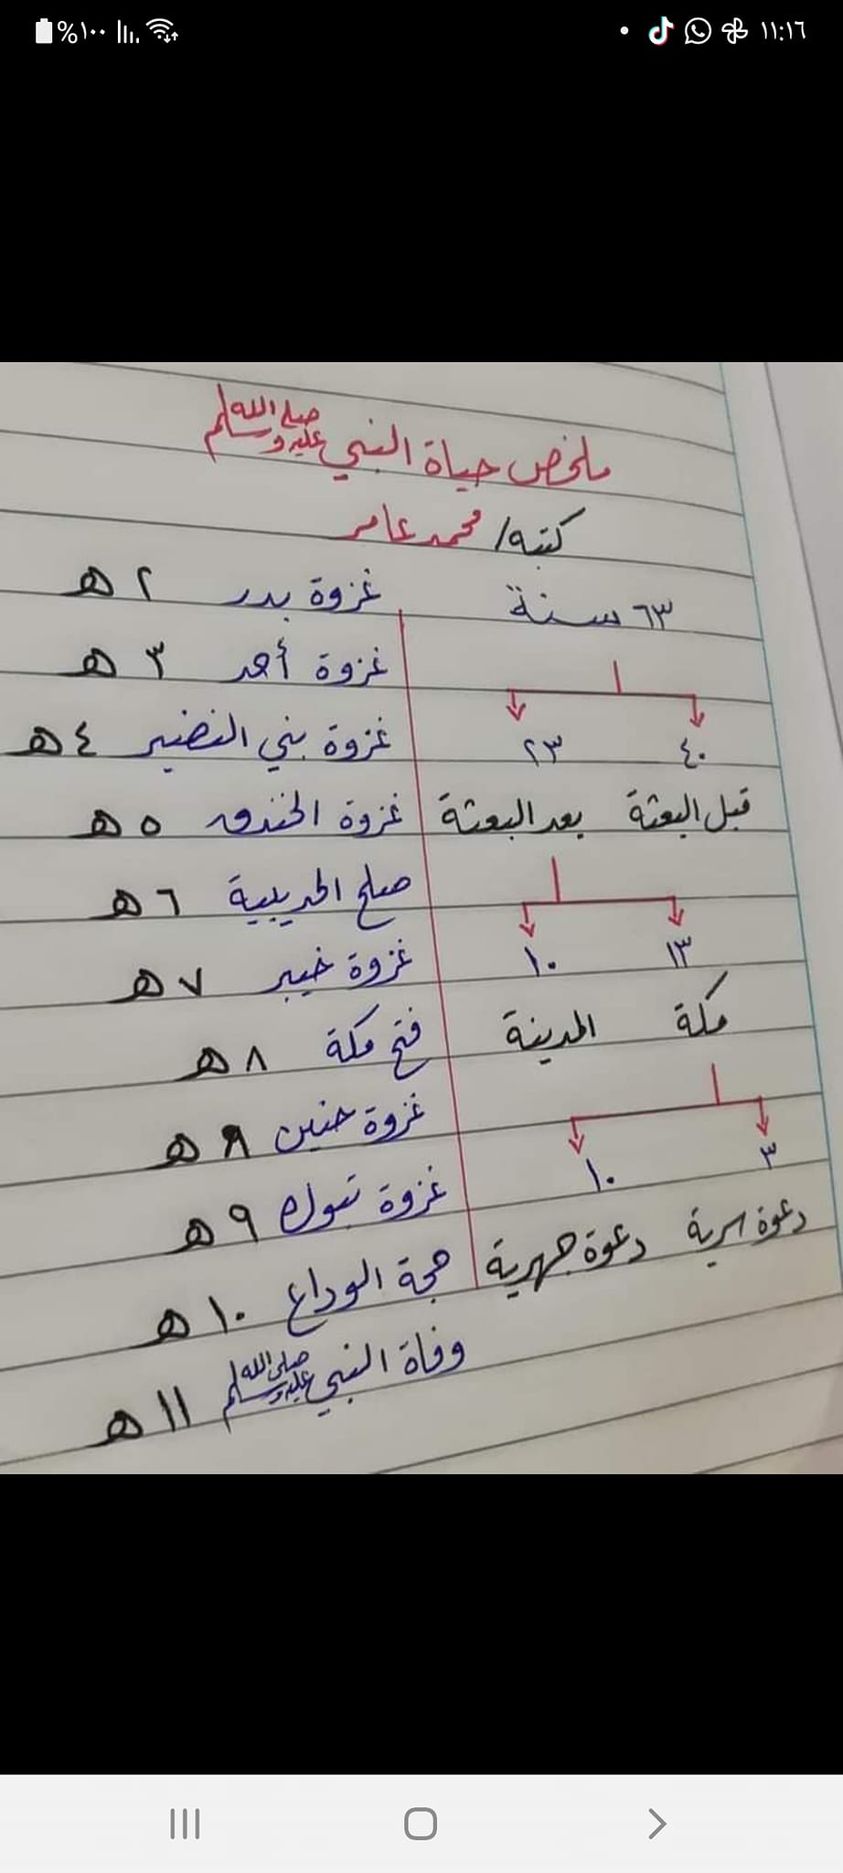 ١١:١٦
%١٠٠
ملخص حياة النبي صلى الله عليه وسلم
كتبه/ محمد عامر
٦٣ سنة
٤٠ ٢٣
قبل البعثة بعد البعثة
١٣ ١٠
مكة المدينة
٣ ١٠
دعوة سرية دعوة جهرية
غزوة بدر ٢ هـ
غزوة أحد ٣ هـ
غزوة بني النضير ٤ هـ
غزوة الخندق ٥ هـ
صلح الحديبية ٦ هـ
غزوة خيبر ٧ هـ
فتح مكة ٨ هـ
غزوة حنين ٨ هـ
غزوة تبوك ٩ هـ
حجة الوداع ١٠ هـ
وفاة النبي صلى الله عليه وسلم ١١ هـ